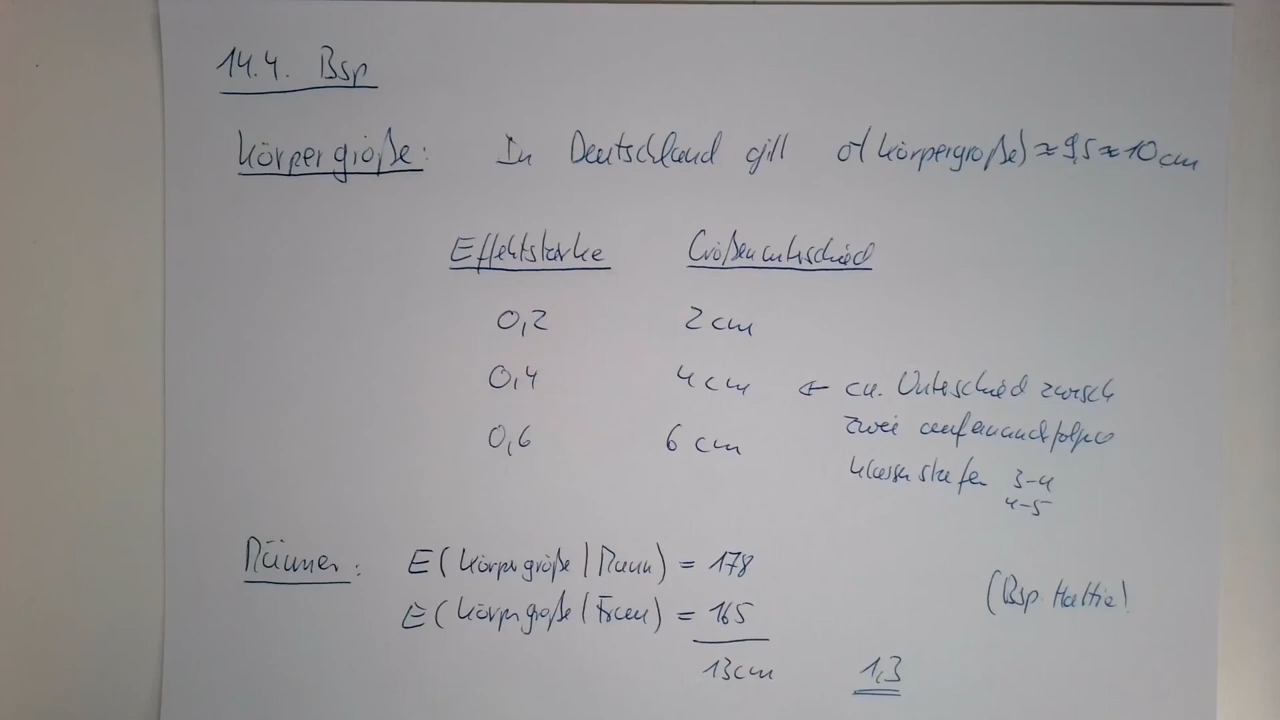 14.4. Bsp
Körpergröße: In Deutschland gilt σ(Körpergröße) ≈ 9,5 ≈ 10 cm
Effektstärke Größenunterschied
0,2 2 cm
0,4 4 cm ← ca. Unterschied zwisch
zwei aufeinandfolge
0,6 6 cm
Klassenstufen 3-4
4-5
Männer: E(Körpergröße | Mann) = 178
E(Körpergröße | Frau) = 165
(Bsp. Hattie)
13 cm 1,3